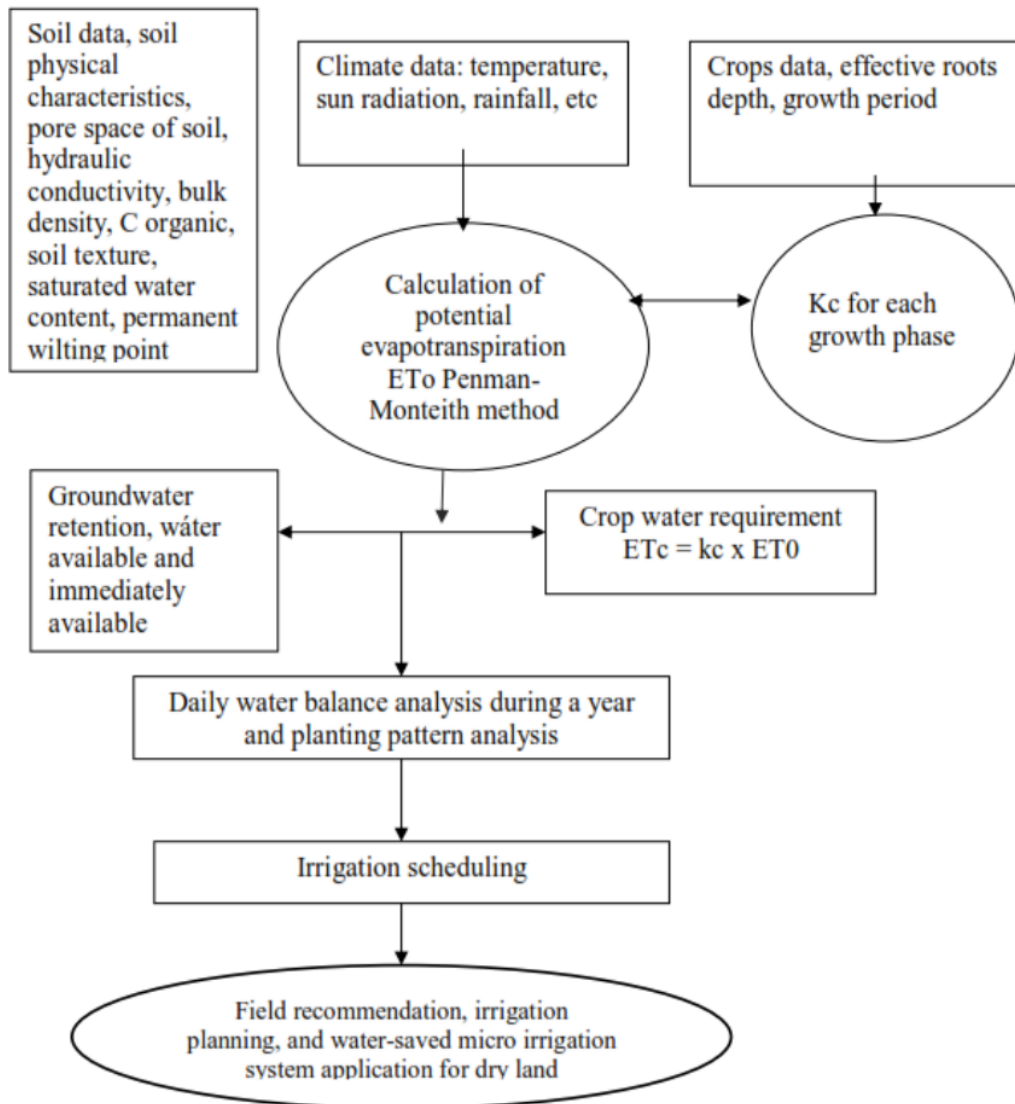 Soil data, soil
physical
characteristics,
pore space of soil,
hydraulic
conductivity, bulk
density, C organic,
soil texture,
saturated water
content, permanent
wilting point
Climate data: temperature,
sun radiation, rainfall, etc
Crops data, effective roots
depth, growth period
Calculation of
potential
evapotranspiration
ETo Penman-
Monteith method
Kc for each
growth phase
Groundwater
retention, wáter
available and
immediately
available
Crop water requirement
ETc = kc x ET0
Daily water balance analysis during a year
and planting pattern analysis
Irrigation scheduling
Field recommendation, irrigation
planning, and water-saved micro irrigation
system application for dry land